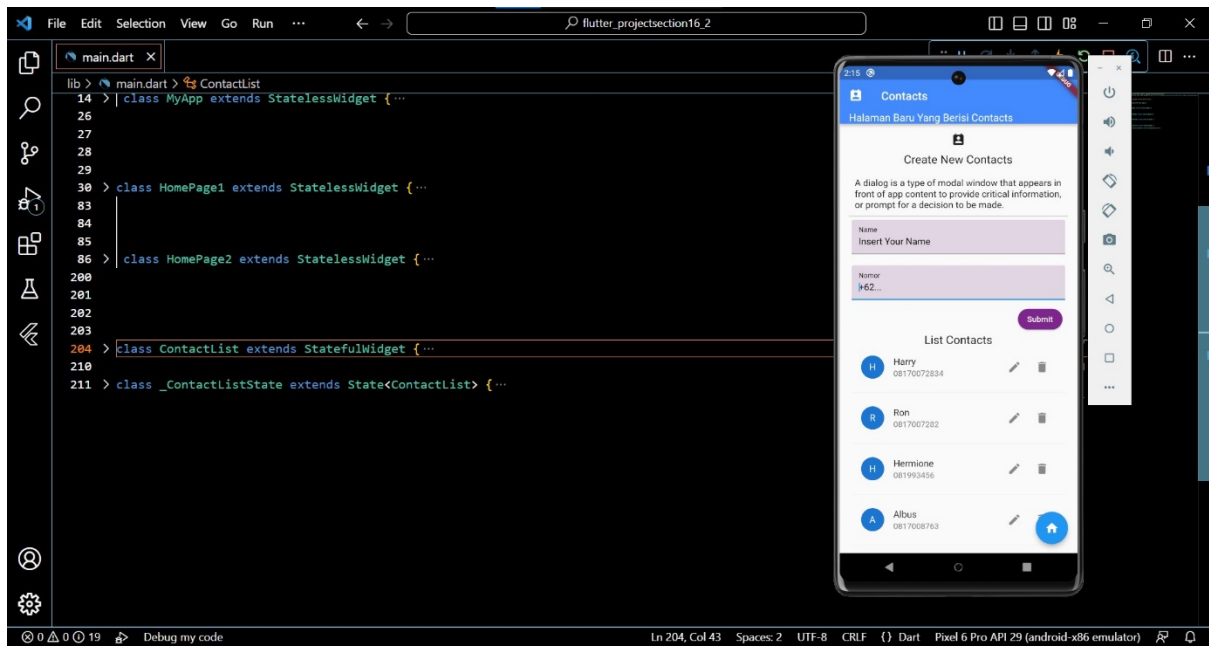 File Edit Selection View Go Run ··· flutter_projectsection16_2
main.dart
lib > main.dart > ContactList
14 > class MyApp extends StatelessWidget { ···
26
27
28
29
30 > class HomePage1 extends StatelessWidget { ···
83
84
85
86 > class HomePage2 extends StatelessWidget { ···
200
201
202
203
204 > class ContactList extends StatefulWidget { ···
210
211 > class _ContactListState extends State<ContactList> { ···
2:15
Contacts
Halaman Baru Yang Berisi Contacts
Create New Contacts
A dialog is a type of modal window that appears in
front of app content to provide critical information,
or prompt for a decision to be made.
Name
Insert Your Name
Nomor
+62...
Submit
List Contacts
H Harry
08170072834
R Ron
0817007282
H Hermione
081993456
A Albus
0817008763
1
0 0 19 Debug my code Ln 204, Col 43 Spaces: 2 UTF-8 CRLF {} Dart Pixel 6 Pro API 29 (android-x86 emulator)